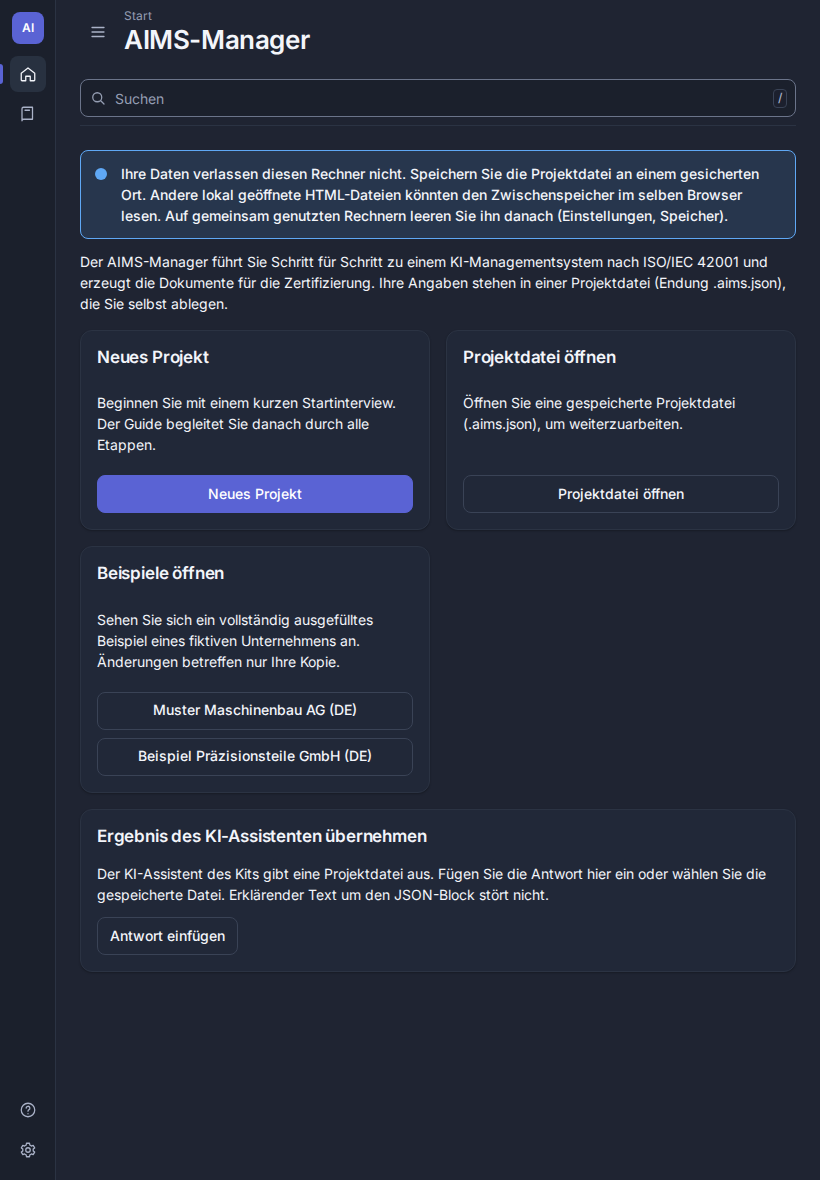 AI
Start
AIMS-Manager
Suchen
/
Ihre Daten verlassen diesen Rechner nicht. Speichern Sie die Projektdatei an einem gesicherten
Ort. Andere lokal geöffnete HTML-Dateien könnten den Zwischenspeicher im selben Browser
lesen. Auf gemeinsam genutzten Rechnern leeren Sie ihn danach (Einstellungen, Speicher).
Der AIMS-Manager führt Sie Schritt für Schritt zu einem KI-Managementsystem nach ISO/IEC 42001 und
erzeugt die Dokumente für die Zertifizierung. Ihre Angaben stehen in einer Projektdatei (Endung .aims.json),
die Sie selbst ablegen.
Neues Projekt
Beginnen Sie mit einem kurzen Startinterview.
Der Guide begleitet Sie danach durch alle
Etappen.
Neues Projekt
Projektdatei öffnen
Öffnen Sie eine gespeicherte Projektdatei
(.aims.json), um weiterzuarbeiten.
Projektdatei öffnen
Beispiele öffnen
Sehen Sie sich ein vollständig ausgefülltes
Beispiel eines fiktiven Unternehmens an.
Änderungen betreffen nur Ihre Kopie.
Muster Maschinenbau AG (DE)
Beispiel Präzisionsteile GmbH (DE)
Ergebnis des KI-Assistenten übernehmen
Der KI-Assistent des Kits gibt eine Projektdatei aus. Fügen Sie die Antwort hier ein oder wählen Sie die
gespeicherte Datei. Erklärender Text um den JSON-Block stört nicht.
Antwort einfügen